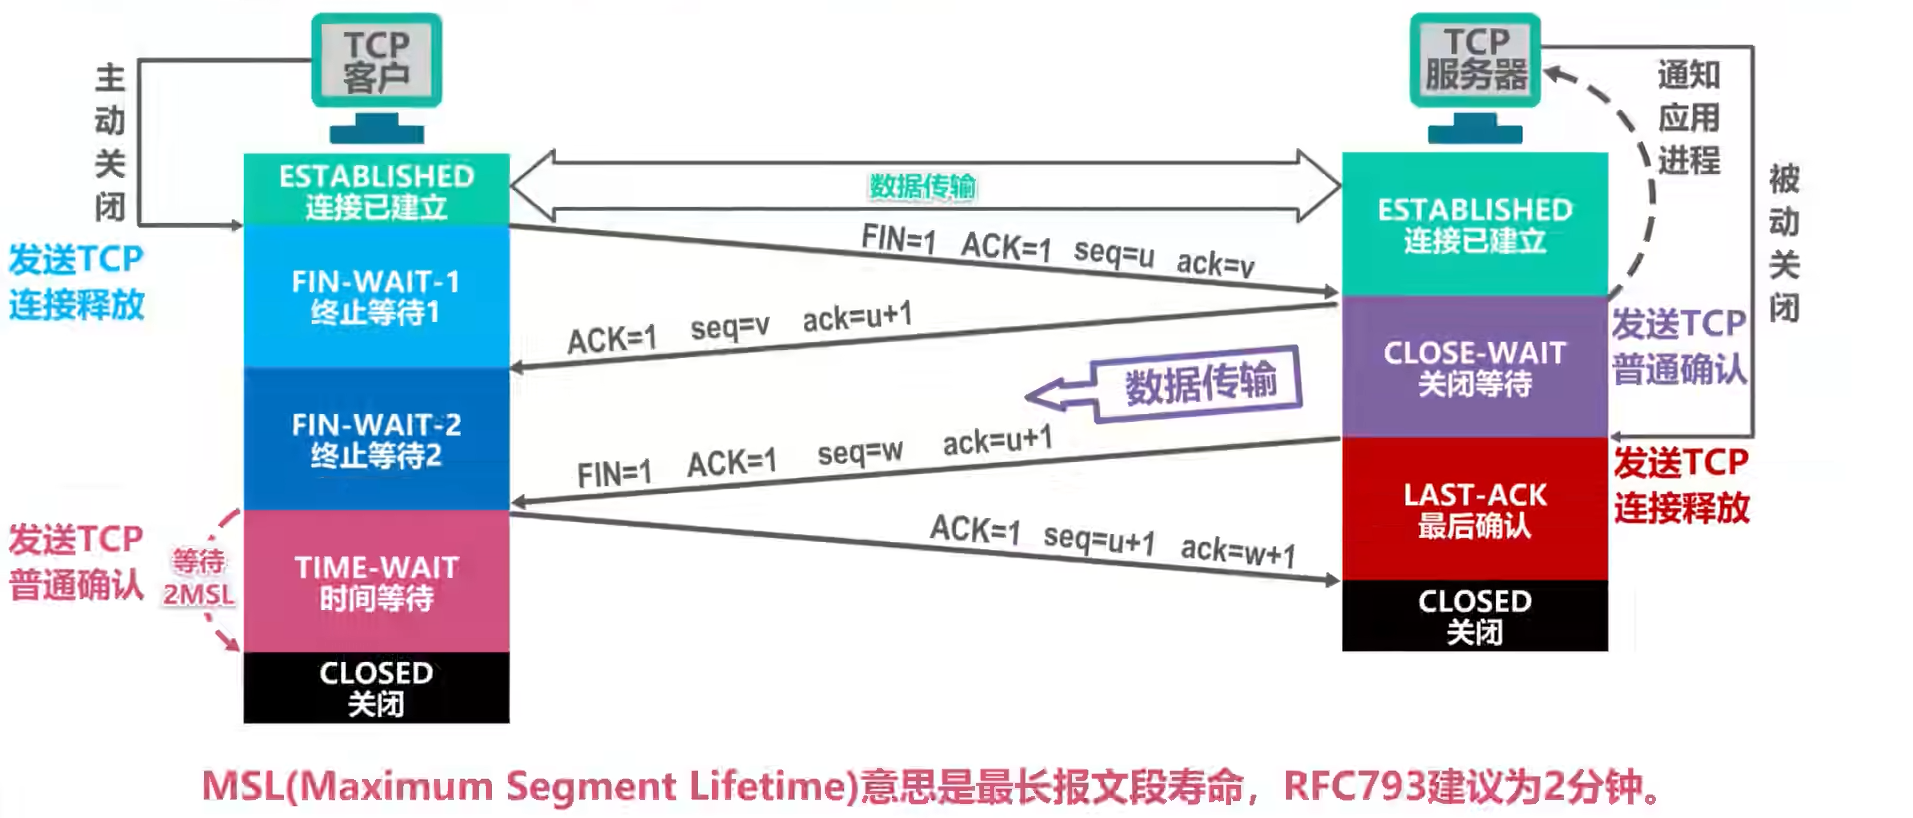 TCP
客户
TCP
服务器
主动关闭
通知
应用
进程
被动关闭
ESTABLISHED
连接已建立
数据传输
ESTABLISHED
连接已建立
发送TCP
连接释放
FIN=1 ACK=1 seq=u ack=v
FIN-WAIT-1
终止等待1
ACK=1 seq=v ack=u+1
发送TCP
普通确认
CLOSE-WAIT
关闭等待
数据传输
FIN-WAIT-2
终止等待2
FIN=1 ACK=1 seq=w ack=u+1
发送TCP
连接释放
LAST-ACK
最后确认
发送TCP
普通确认
等待
2MSL
TIME-WAIT
时间等待
ACK=1 seq=u+1 ack=w+1
CLOSED
关闭
CLOSED
关闭
MSL(Maximum Segment Lifetime)意思是最长报文段寿命，RFC793建议为2分钟。